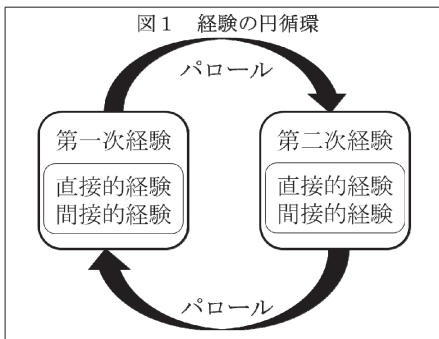 図1 経験の円循環
パロール
第一次経験
直接的経験
間接的経験
第二次経験
直接的経験
間接的経験
パロール